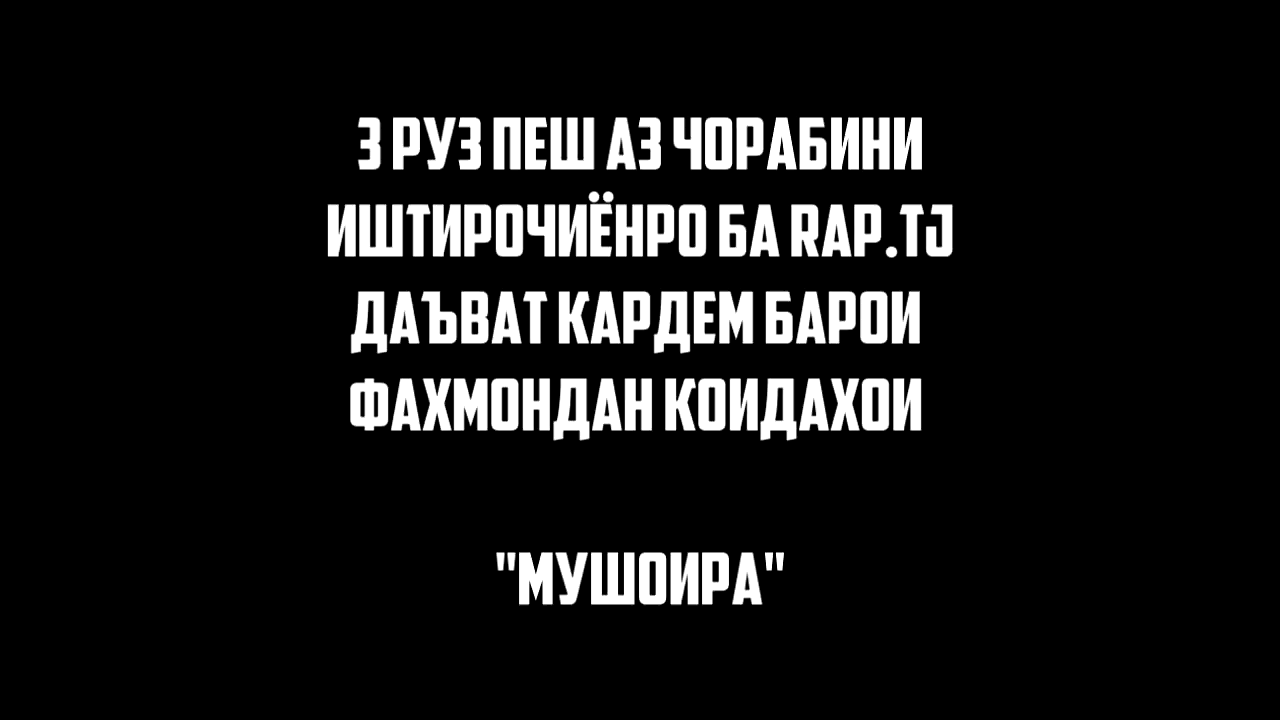 3 РУЗ ПЕШ АЗ ЧОРАБИНИ
ИШТИРОЧИЁНРО БА RAP.TJ
ДАЪВАТ КАРДЕМ БАРОИ
ФАХМОНДАН КОИДАХОИ
"МУШОИРА"